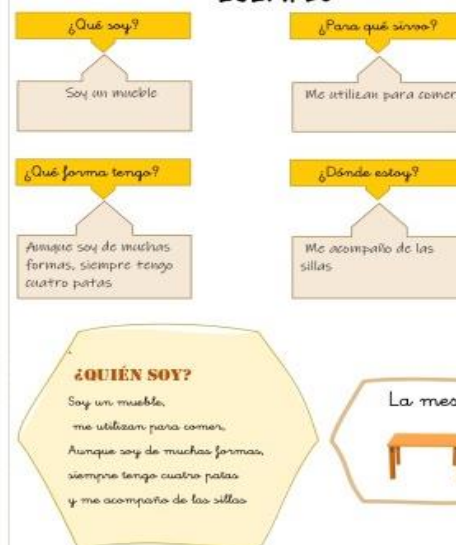 ¿Qué soy?
¿Para qué sirvo?
Soy un mueble
Me utilizan para comer
¿Qué forma tengo?
¿Dónde estoy?
Aunque soy de muchas
formas, siempre tengo
cuatro patas
Me acompaño de las
sillas
¿QUIÉN SOY?
Soy un mueble,
me utilizan para comer,
Aunque soy de muchas formas,
siempre tengo cuatro patas
y me acompaño de las sillas
La mes